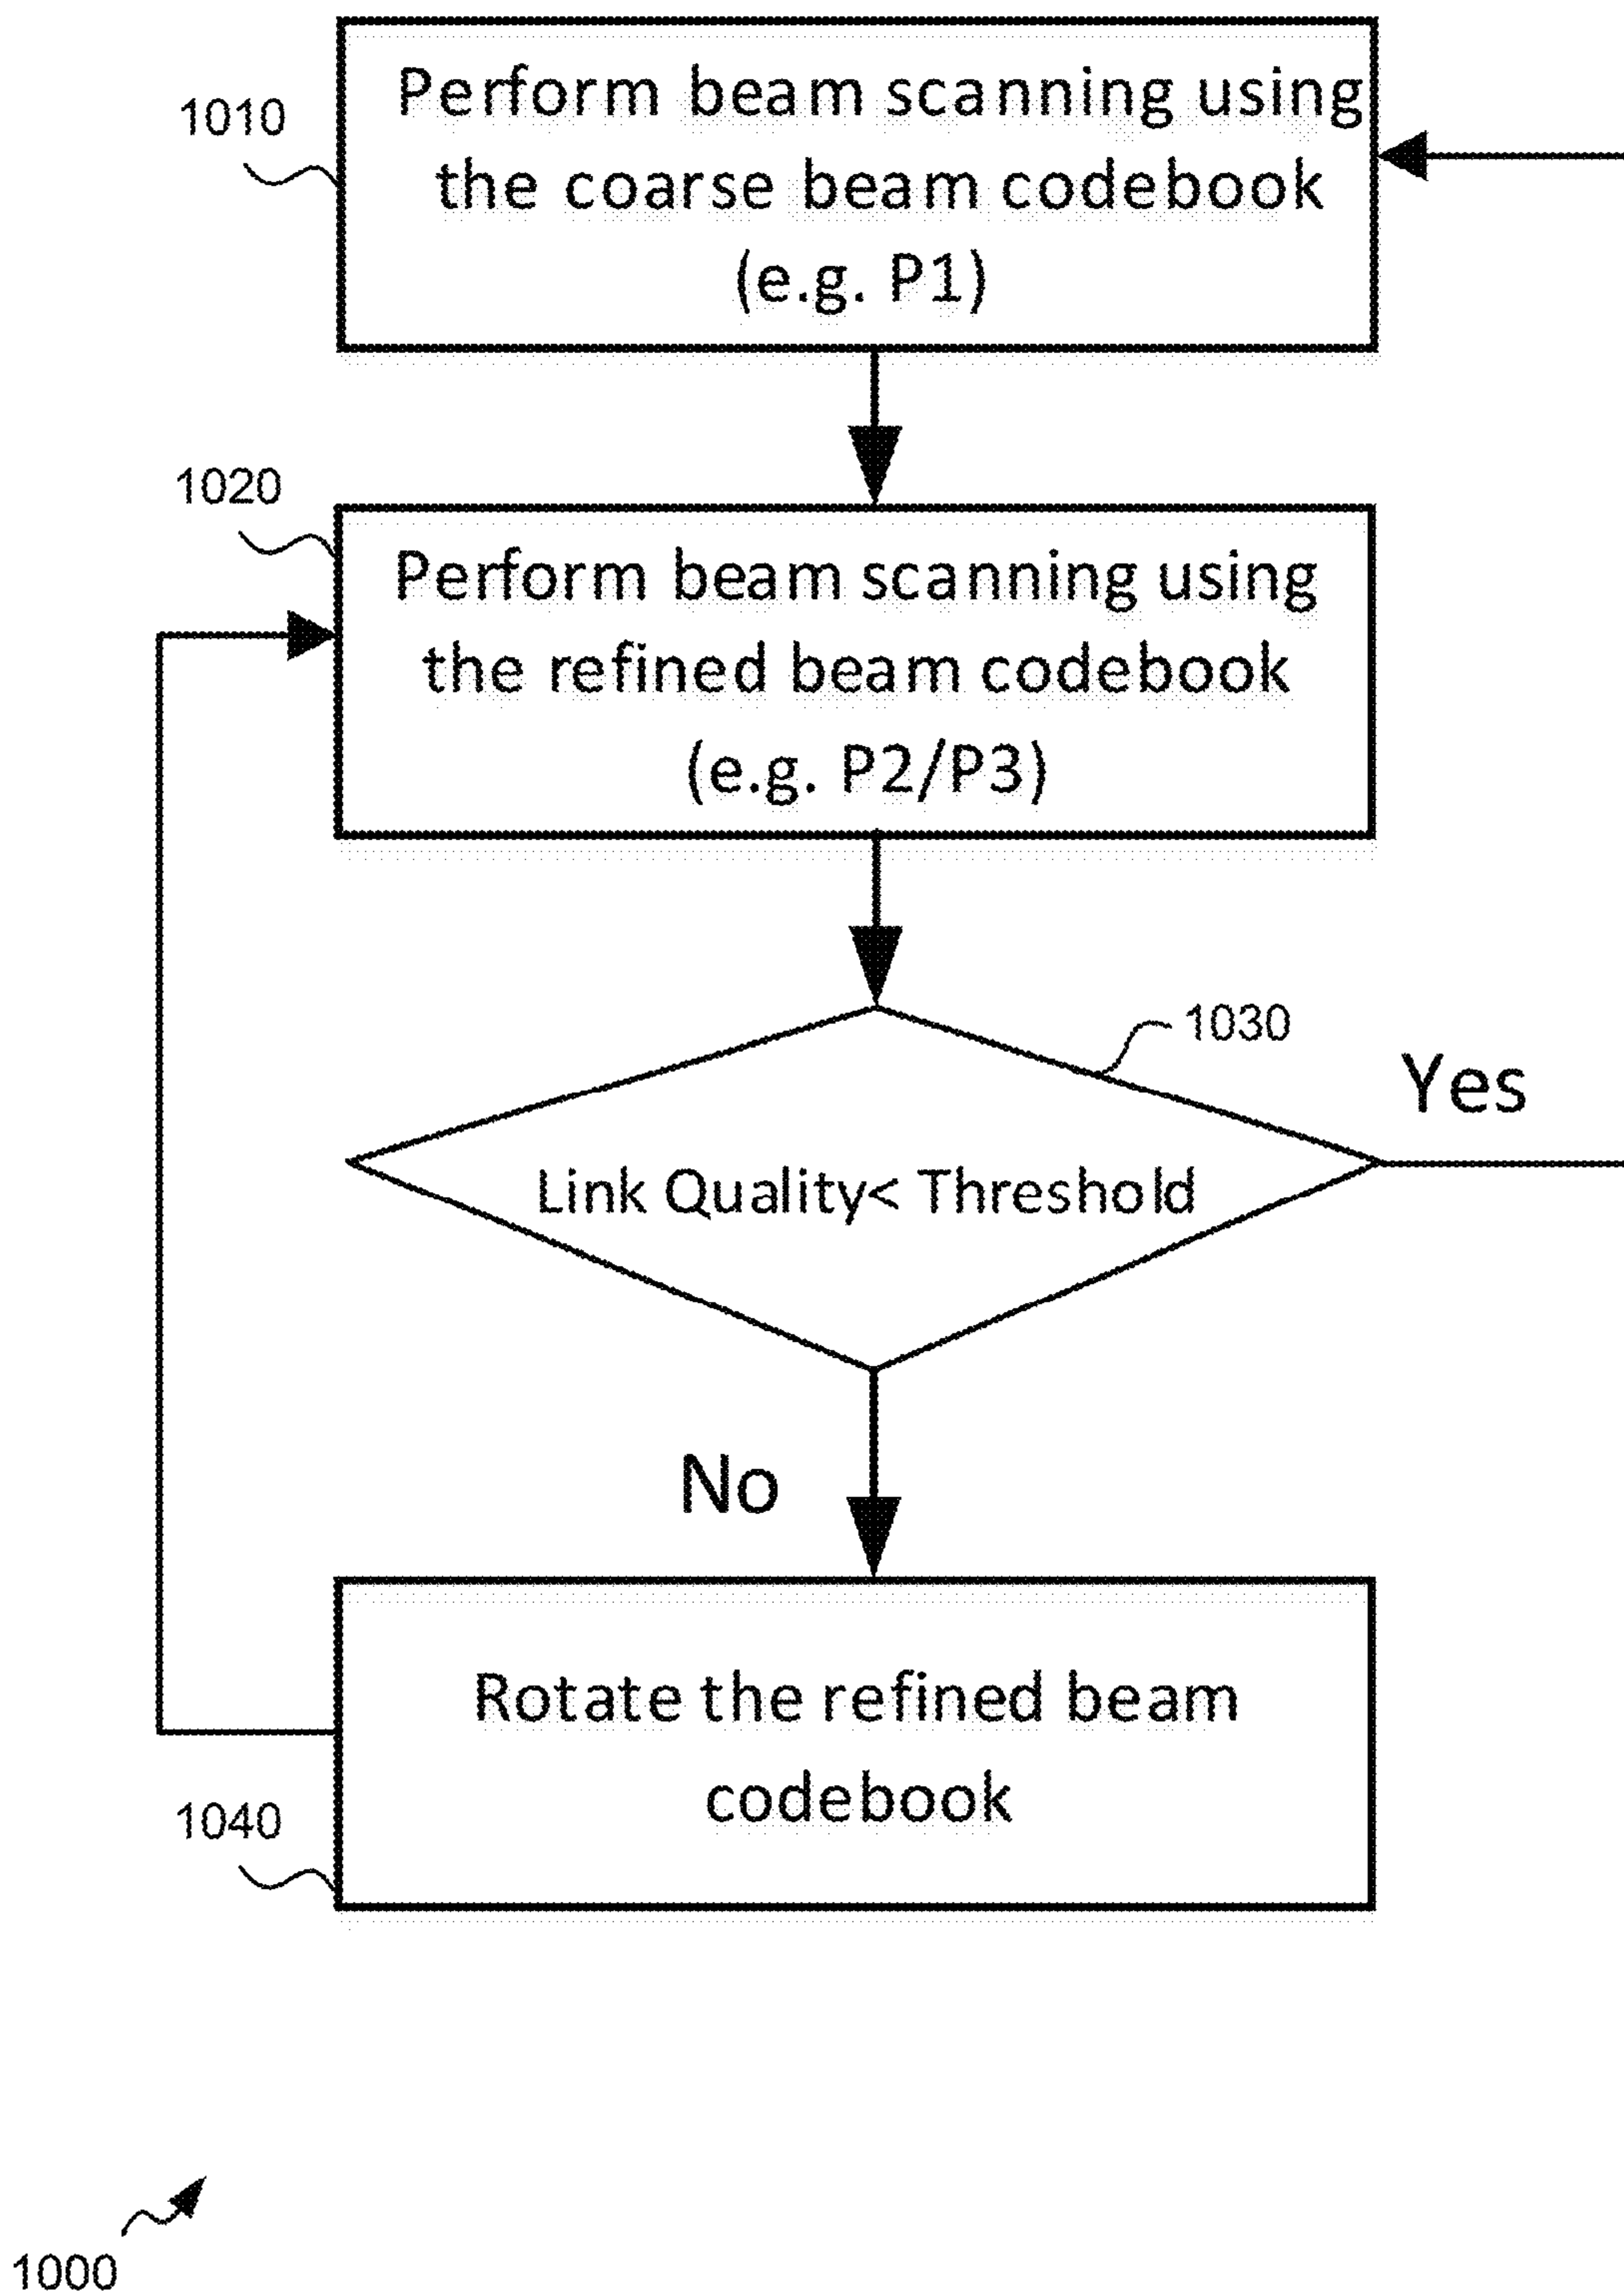 1010
Perform beam scanning using
the coarse beam codebook
(e.g. P1)
1020
Perform beam scanning using
the refined beam codebook
(e.g. P2/P3)
1030
Yes
Link Quality< Threshold
No
Rotate the refined beam
codebook
1040
1000